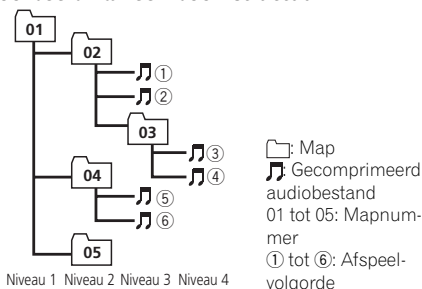 01
02
①
②
03
③
④
04
⑤
⑥
05
Niveau 1 Niveau 2 Niveau 3 Niveau 4
: Map
: Gecomprimeerd
audiobestand
01 tot 05: Mapnum-
mer
① tot ⑥: Afspeel-
volgorde